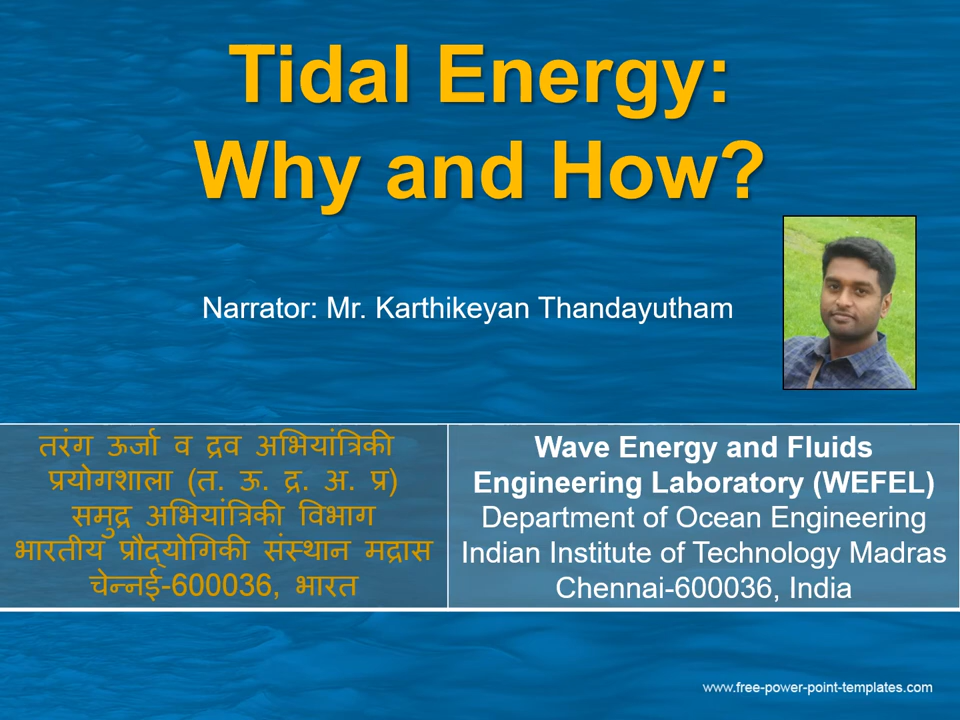 Tidal Energy:
Why and How?
Narrator: Mr. Karthikeyan Thandayutham
तरंग ऊर्जा व द्रव अभियांत्रिकी
प्रयोगशाला (त. ऊ. द्र. अ. प्र)
समुद्र अभियांत्रिकी विभाग
भारतीय प्रौद्योगिकी संस्थान मद्रास
चेन्नई-600036, भारत
Wave Energy and Fluids
Engineering Laboratory (WEFEL)
Department of Ocean Engineering
Indian Institute of Technology Madras
Chennai-600036, India
www.free-power-point-templates.com